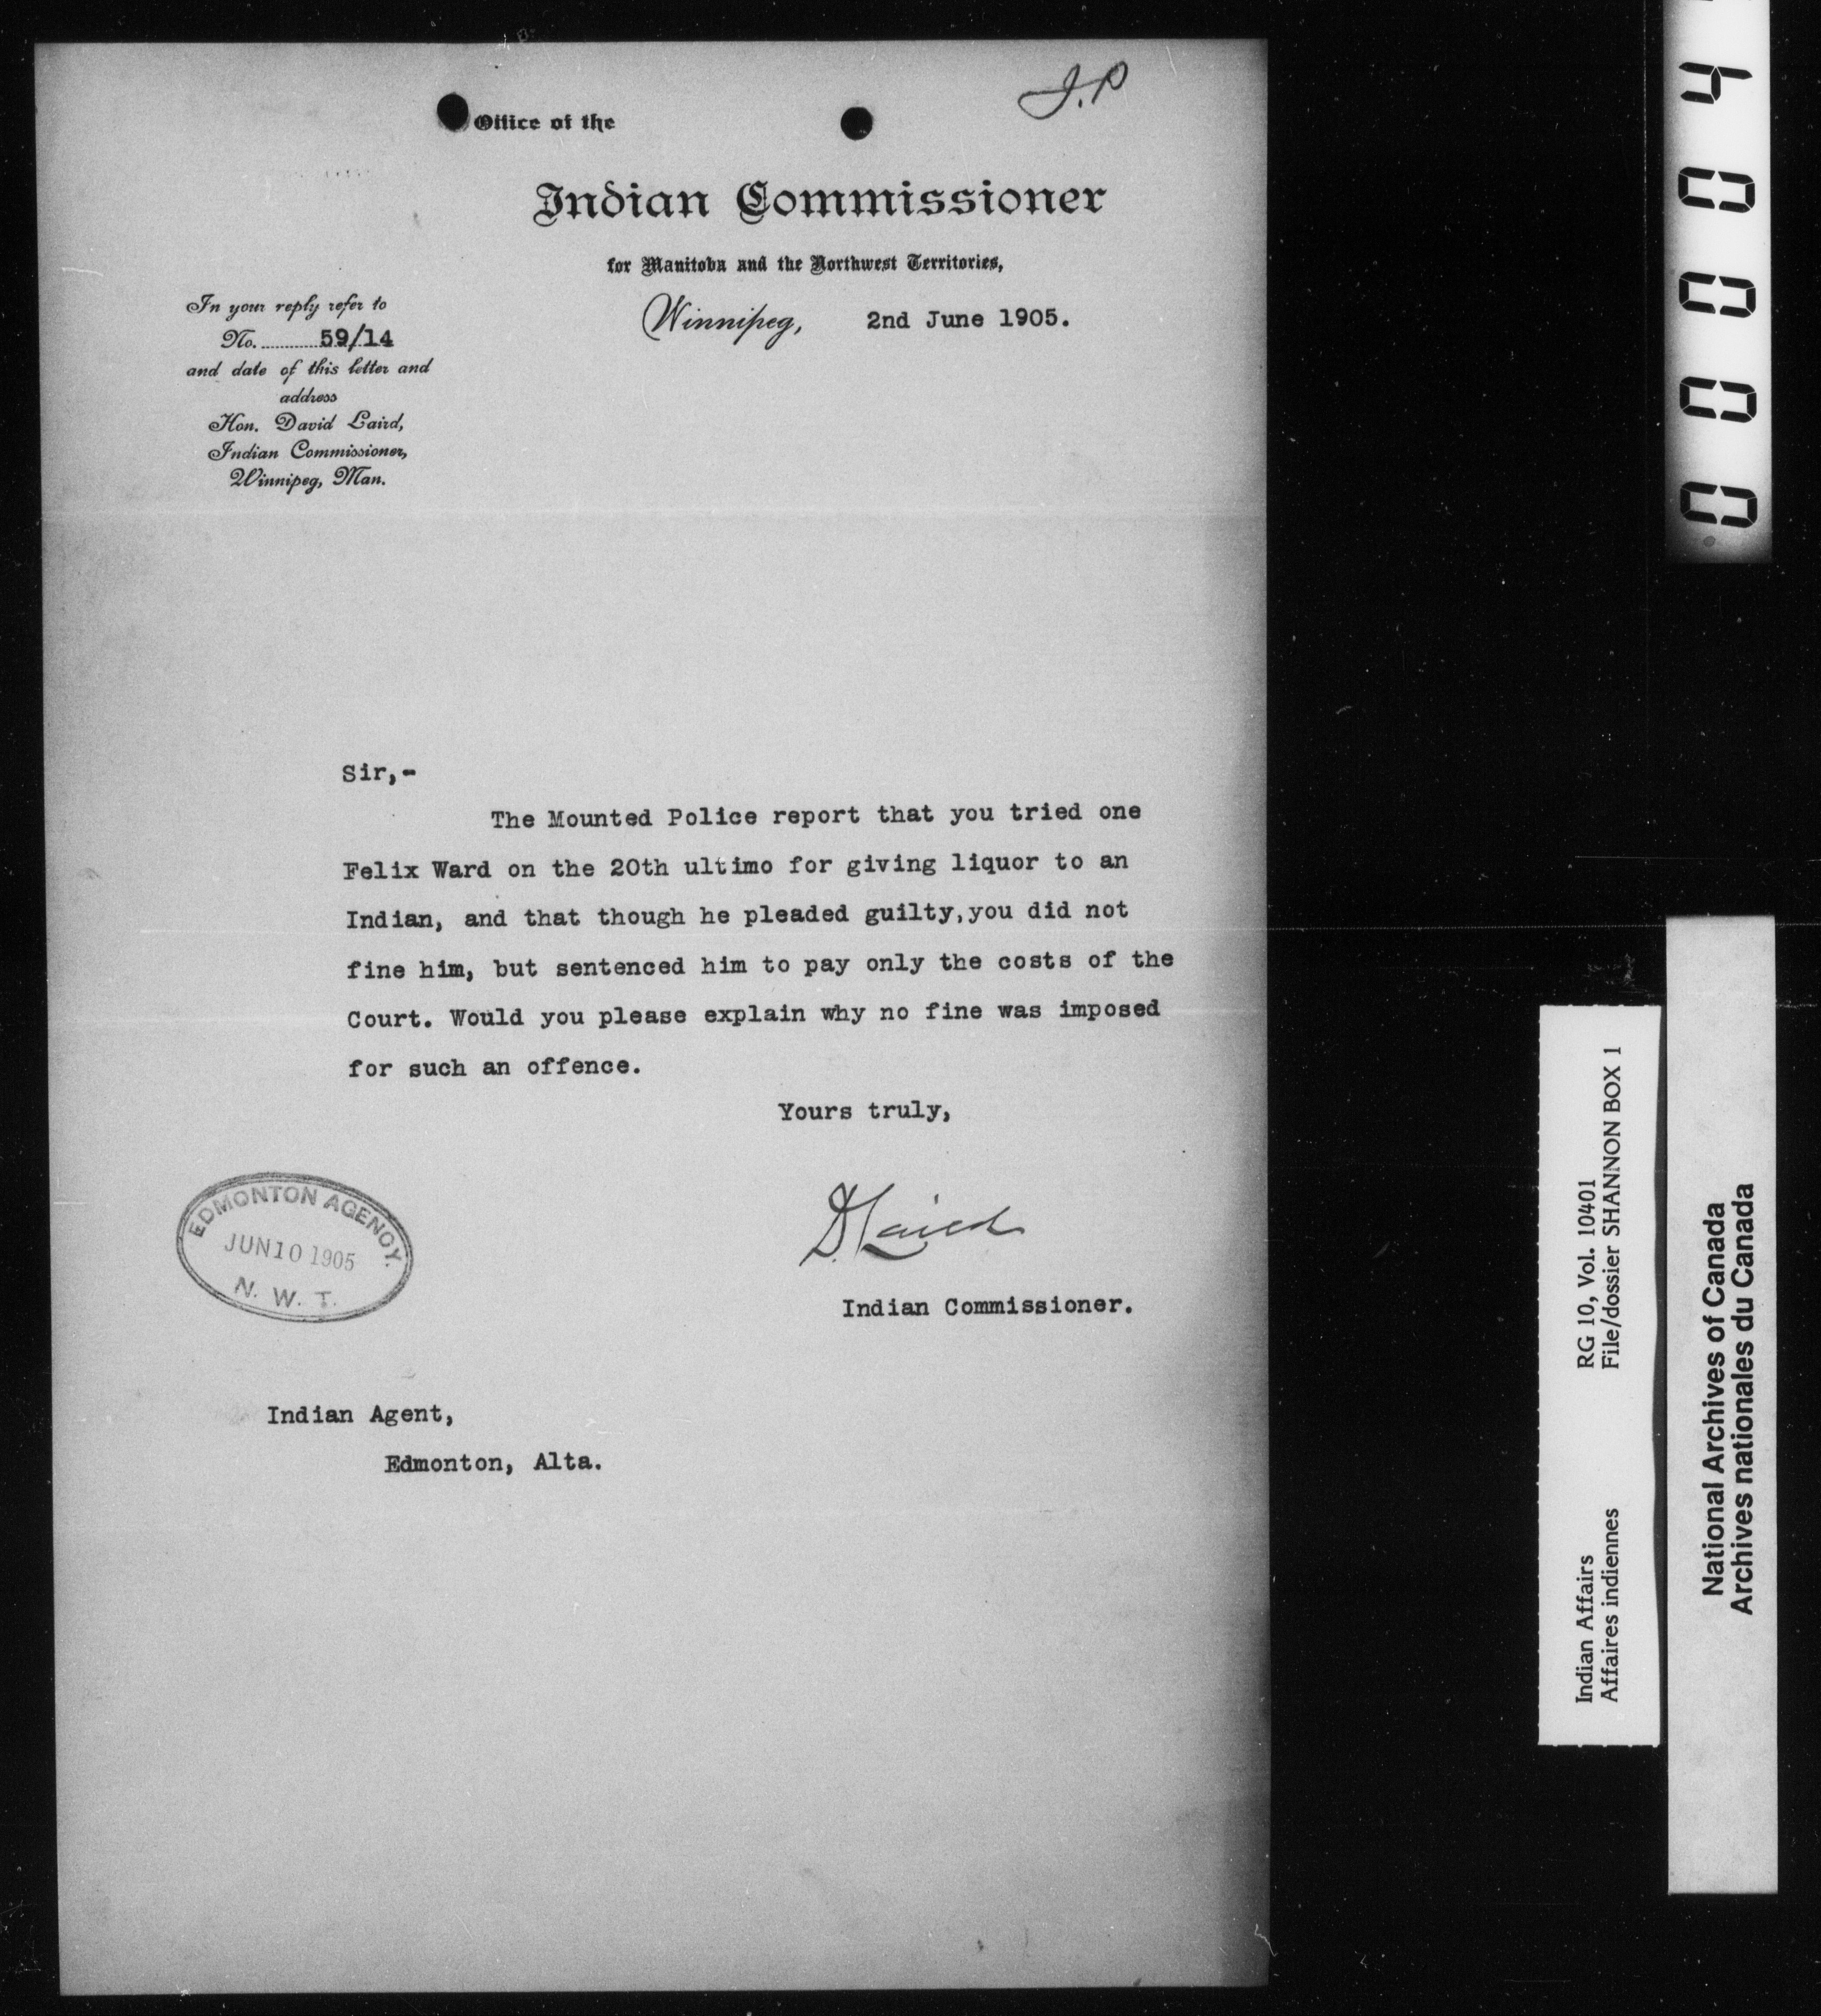 J.P
Office of the
Indian Commissioner
for Manitoba and the Northwest Territories,
Winnipeg, 2nd June 1905.
In your reply refer to
No. 59/14
and date of this letter and
address
Hon. David Laird,
Indian Commissioner,
Winnipeg, Man.
Sir,-
The Mounted Police report that you tried one
Felix Ward on the 20th ultimo for giving liquor to an
Indian, and that though he pleaded guilty,you did not
fine him, but sentenced him to pay only the costs of the
Court. Would you please explain why no fine was imposed
for such an offence.
Yours truly,
D. Laird
Indian Commissioner.
EDMONTON AGENCY.
JUN 10 1905
N. W. T.
Indian Agent,
Edmonton, Alta.
00004
Indian Affairs RG 10, Vol. 10401
Affaires indiennes File/dossier SHANNON BOX 1
National Archives of Canada
Archives nationales du Canada